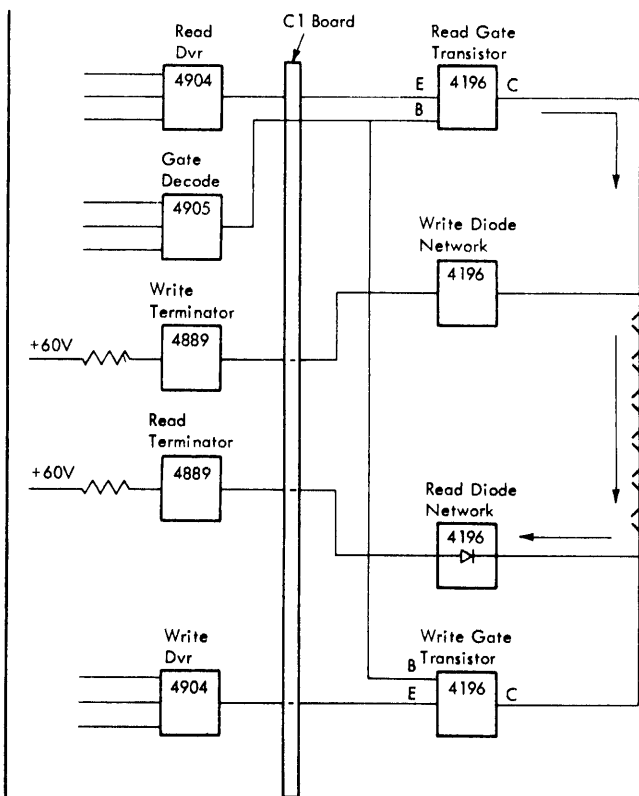 C1 Board
Read
Dvr
4904
Read Gate
Transistor
E
B
4196
C
Gate
Decode
4905
Write Diode
Network
4196
Write
Terminator
+60V
4889
Read
Terminator
+60V
4889
Read Diode
Network
4196
Write
Dvr
4904
Write Gate
Transistor
B
E
4196
C